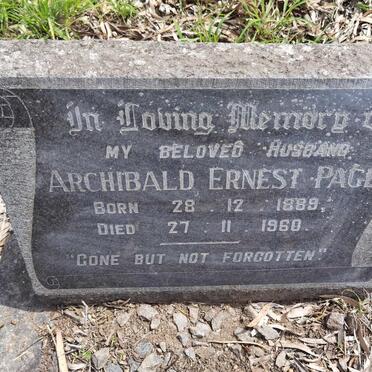 In Loving Memory o
MY BELOVED HUSBAND
ARCHIBALD ERNEST PAGE
BORN 28 · 12 · 1889.
DIED 27 · 11 · 1960.
"GONE BUT NOT FORGOTTEN."